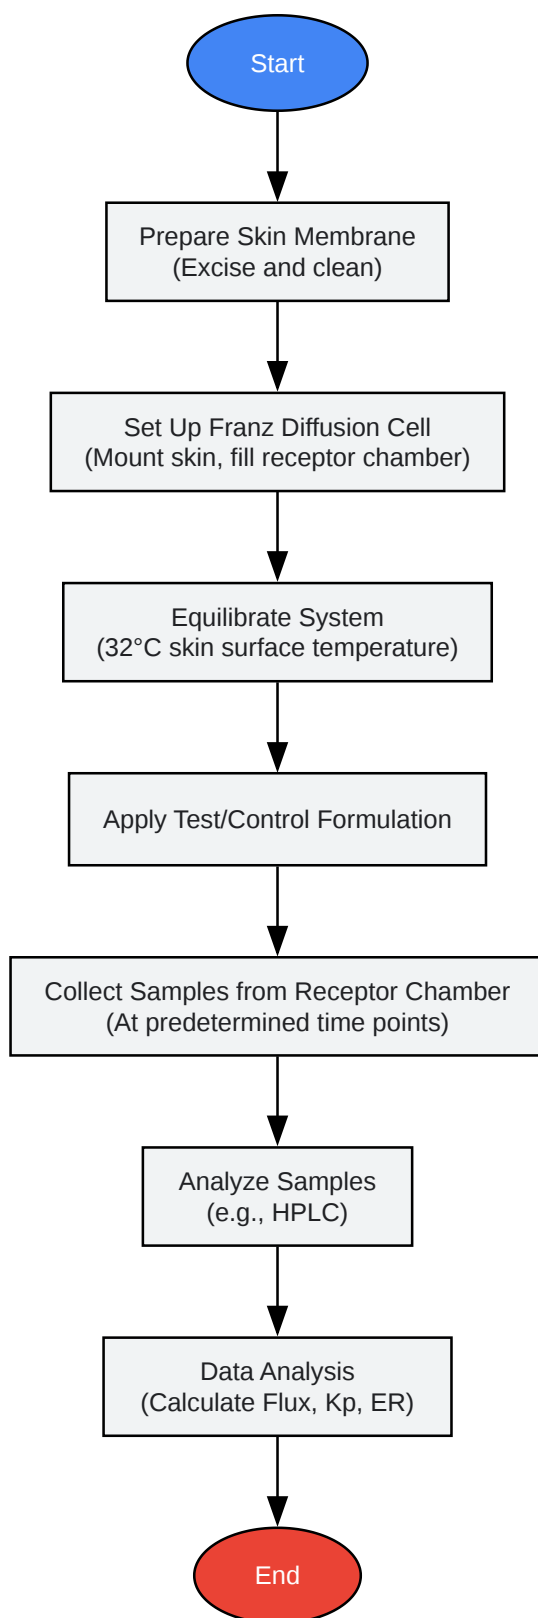 Start
Prepare Skin Membrane
(Excise and clean)
Set Up Franz Diffusion Cell
(Mount skin, fill receptor chamber)
Equilibrate System
(32°C skin surface temperature)
Apply Test/Control Formulation
Collect Samples from Receptor Chamber
(At predetermined time points)
Analyze Samples
(e.g., HPLC)
Data Analysis
(Calculate Flux, Kp, ER)
End